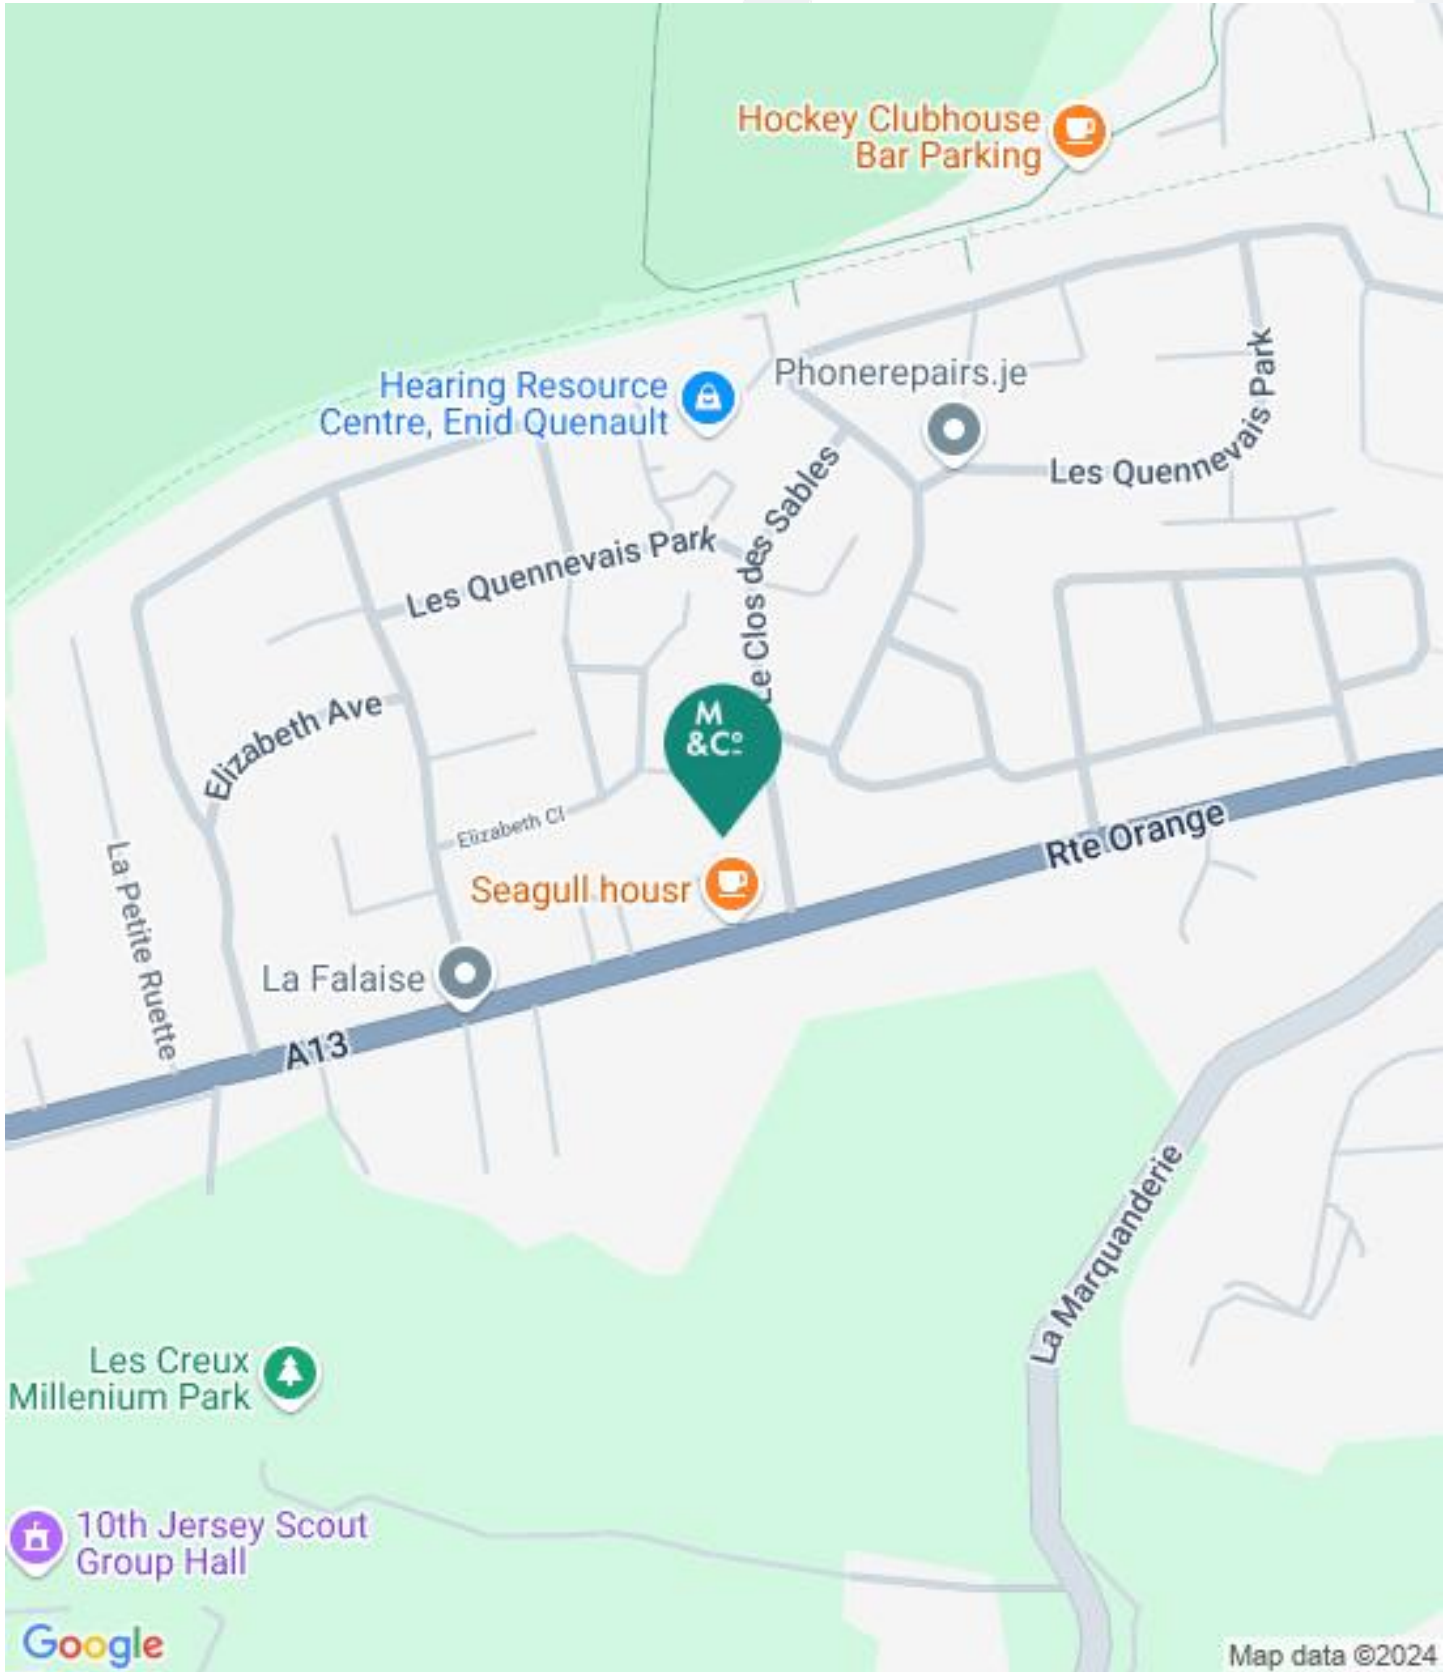 Hockey Clubhouse
Bar Parking
Hearing Resource
Centre, Enid Quenault
Phonerepairs.je
Les Quennevais Park
Les Quennevais Park
Le Clos des Sables
Elizabeth Ave
M
&Cº
Elizabeth Cl
Rte Orange
La Petite Ruette
Seagull housr
La Falaise
A13
La Marquanderie
Les Creux
Millenium Park
10th Jersey Scout
Group Hall
Google
Map data ©2024